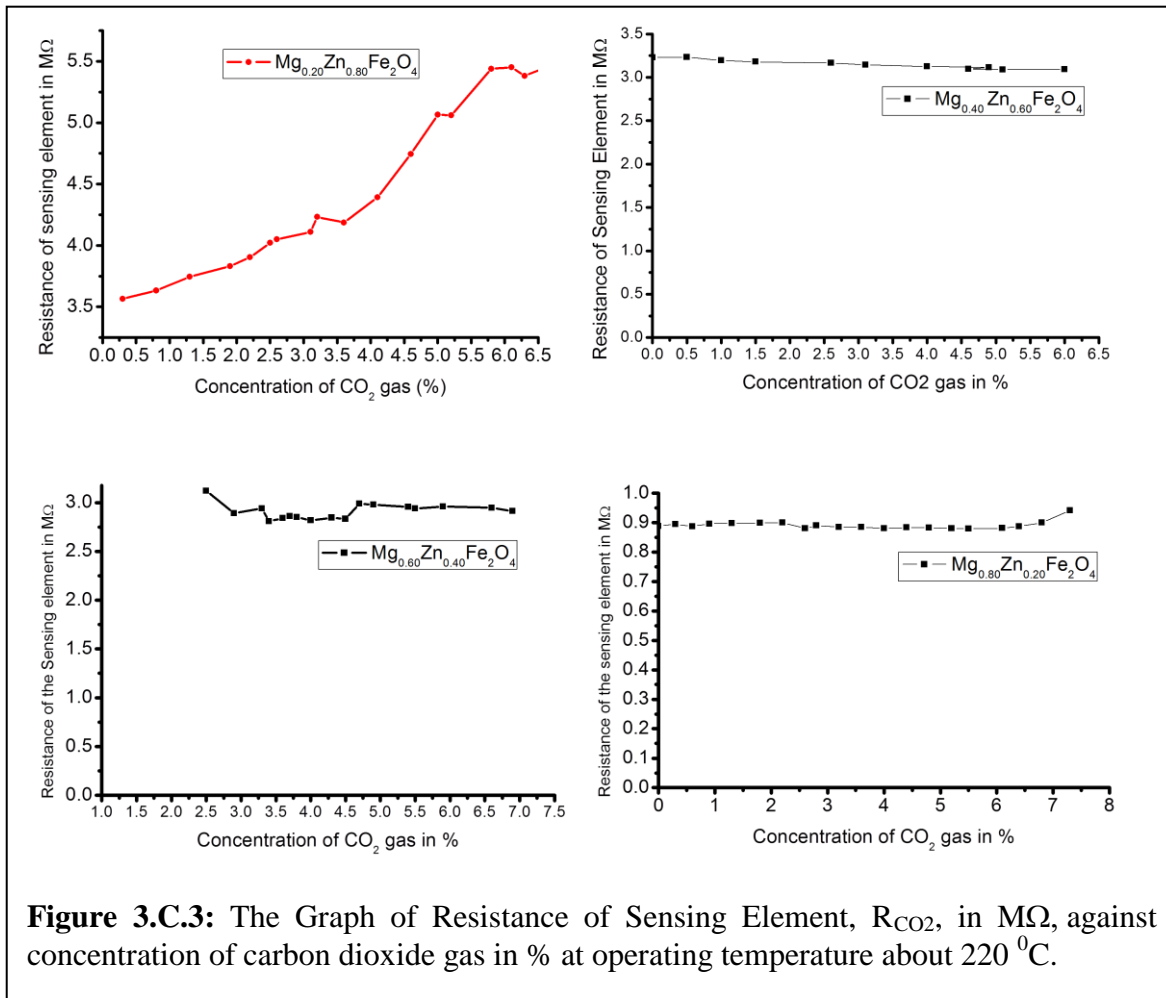 Resistance of sensing element in MΩ
5.5
5.0
4.5
4.0
3.5
0.0 0.5 1.0 1.5 2.0 2.5 3.0 3.5 4.0 4.5 5.0 5.5 6.0 6.5
Concentration of CO₂ gas (%)
Mg₀.₂₀Zn₀.₈₀Fe₂O₄
Resistance of Sensing Element in MΩ
3.5
3.0
2.5
2.0
1.5
1.0
0.5
0.0
0.0 0.5 1.0 1.5 2.0 2.5 3.0 3.5 4.0 4.5 5.0 5.5 6.0 6.5
Concentration of CO2 gas in %
Mg₀.₄₀Zn₀.₆₀Fe₂O₄
Resistance of the Sensing element in MΩ
3.0
2.5
2.0
1.5
1.0
0.5
0.0
1.0 1.5 2.0 2.5 3.0 3.5 4.0 4.5 5.0 5.5 6.0 6.5 7.0 7.5
Concentration of CO₂ gas in %
Mg₀.₆₀Zn₀.₄₀Fe₂O₄
Resistance of the sensing element in MΩ
1.0
0.9
0.8
0.7
0.6
0.5
0.4
0.3
0.2
0.1
0.0
0 1 2 3 4 5 6 7 8
Concentration of CO₂ gas in %
Mg₀.₈₀Zn₀.₂₀Fe₂O₄
Figure 3.C.3: The Graph of Resistance of Sensing Element, R_CO2, in MΩ, against
concentration of carbon dioxide gas in % at operating temperature about 220 ⁰C.